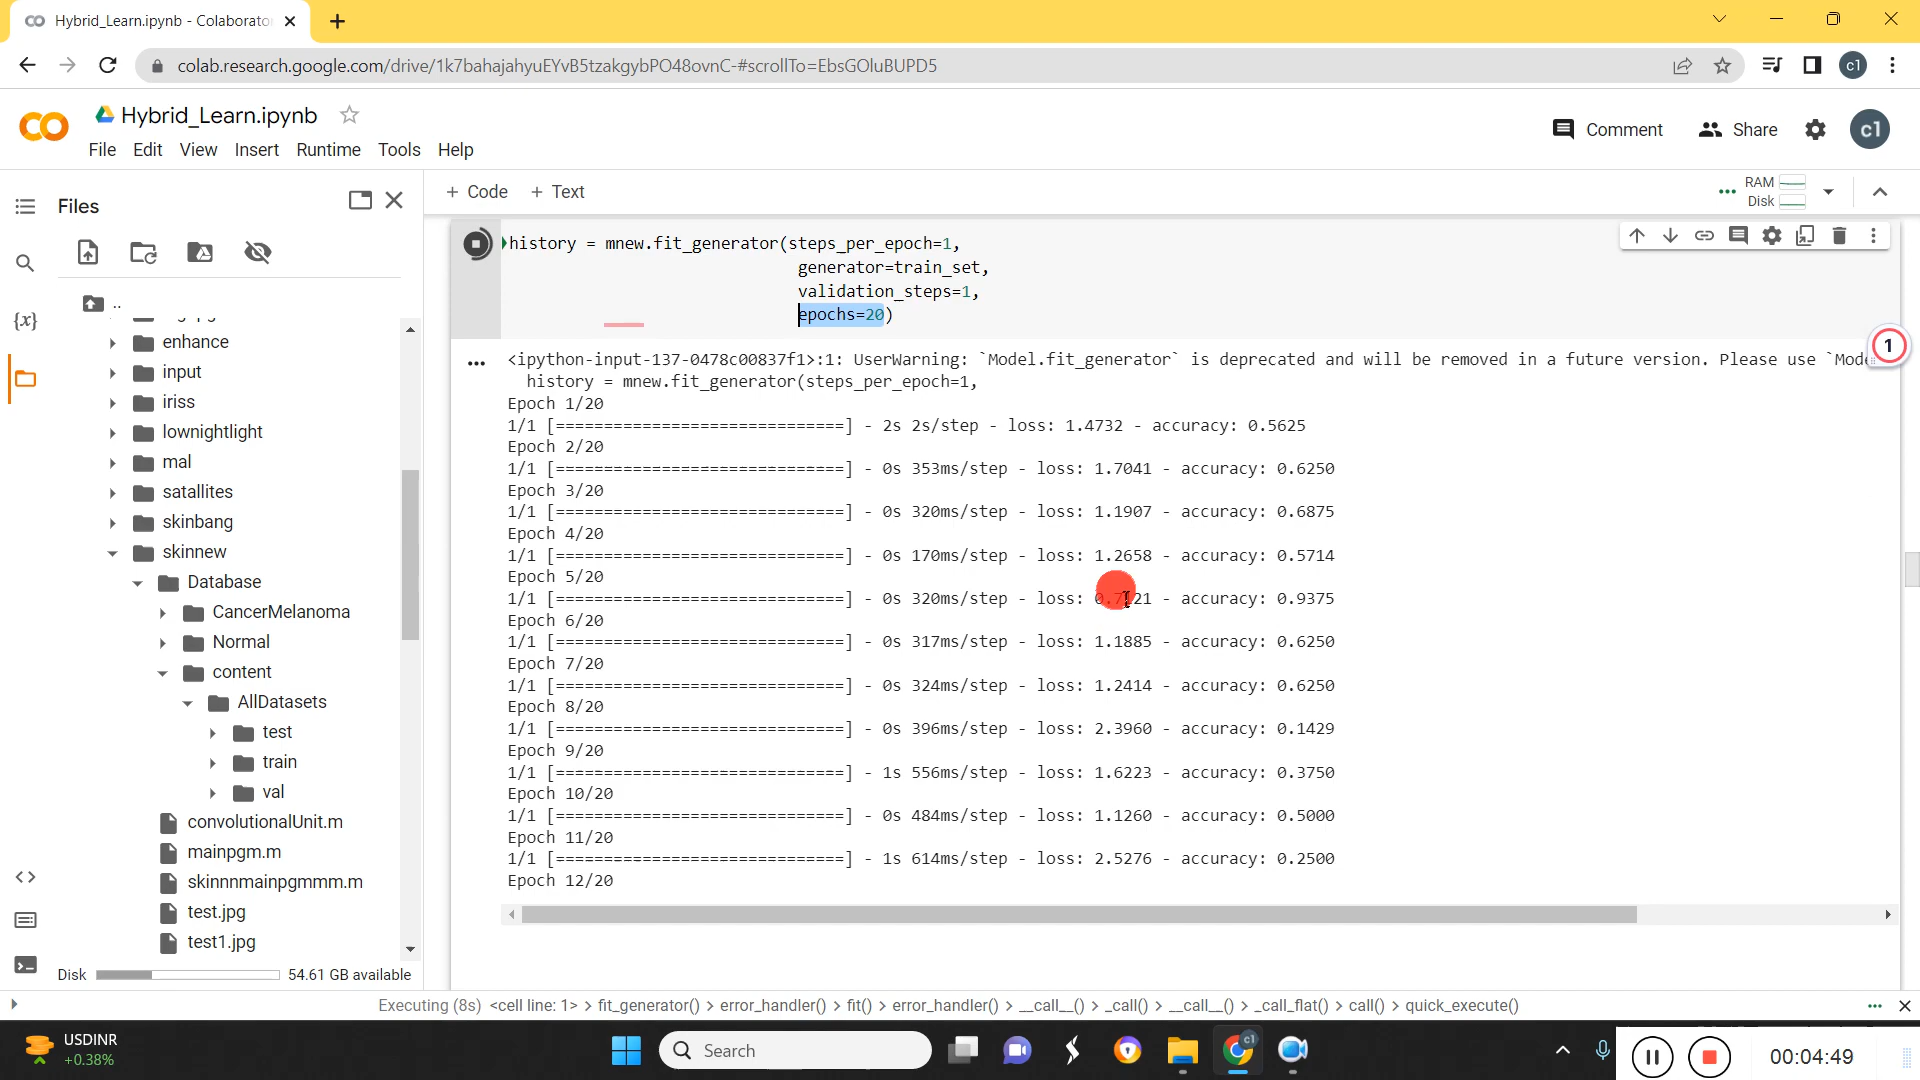 Hybrid_Learn.ipynb - Colaborato
colab.research.google.com/drive/1k7bahajahyuEYvB5tzakgybPO48ovnC-#scrollTo=EbsGOluBUPD5
c1
Hybrid_Learn.ipynb
Comment
Share
c1
File Edit View Insert Runtime Tools Help
Files
+ Code + Text
RAM
Disk
{x}
..
enhance
input
iriss
lownightlight
mal
satallites
skinbang
skinnew
Database
CancerMelanoma
Normal
content
AllDatasets
test
train
val
convolutionalUnit.m
mainpgm.m
skinnnmainpgmmm.m
test.jpg
test1.jpg
Disk 54.61 GB available
history = mnew.fit_generator(steps_per_epoch=1,
generator=train_set,
validation_steps=1,
epochs=20)
<ipython-input-137-0478c00837f1>:1: UserWarning: `Model.fit_generator` is deprecated and will be removed in a future version. Please use `Mod
1
history = mnew.fit_generator(steps_per_epoch=1,
Epoch 1/20
1/1 [==============================] - 2s 2s/step - loss: 1.4732 - accuracy: 0.5625
Epoch 2/20
1/1 [==============================] - 0s 353ms/step - loss: 1.7041 - accuracy: 0.6250
Epoch 3/20
1/1 [==============================] - 0s 320ms/step - loss: 1.1907 - accuracy: 0.6875
Epoch 4/20
1/1 [==============================] - 0s 170ms/step - loss: 1.2658 - accuracy: 0.5714
Epoch 5/20
1/1 [==============================] - 0s 320ms/step - loss: - accuracy: 0.9375
Epoch 6/20
1/1 [==============================] - 0s 317ms/step - loss: 1.1885 - accuracy: 0.6250
Epoch 7/20
1/1 [==============================] - 0s 324ms/step - loss: 1.2414 - accuracy: 0.6250
Epoch 8/20
1/1 [==============================] - 0s 396ms/step - loss: 2.3960 - accuracy: 0.1429
Epoch 9/20
1/1 [==============================] - 1s 556ms/step - loss: 1.6223 - accuracy: 0.3750
Epoch 10/20
1/1 [==============================] - 0s 484ms/step - loss: 1.1260 - accuracy: 0.5000
Epoch 11/20
1/1 [==============================] - 1s 614ms/step - loss: 2.5276 - accuracy: 0.2500
Epoch 12/20
Executing (8s) <cell line: 1> > fit_generator() > error_handler() > fit() > error_handler() > __call__() > _call() > __call__() > _call_flat() > call() > quick_execute()
USDINR
+0.38%
Search
c1
00:04:49